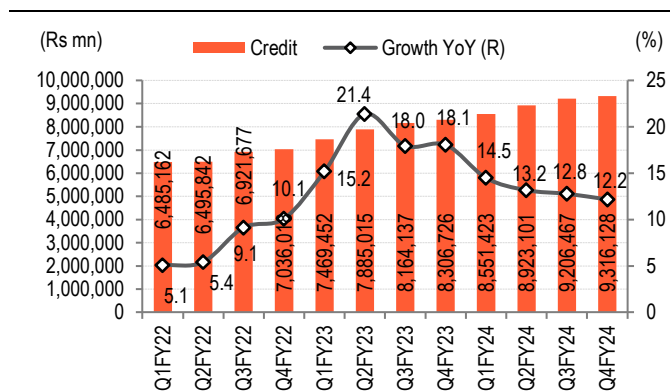 (Rs mn)
Credit
Growth YoY (R)
(%)
10,000,000
9,000,000
8,000,000
7,000,000
6,000,000
5,000,000
4,000,000
3,000,000
2,000,000
1,000,000
0
25
20
15
10
5
0
6,485,162
6,495,842
6,921,677
7,469,452
7,885,015
8,164,137
8,306,726
8,551,423
8,923,101
9,206,467
9,316,128
5.1
5.4
9.1
10.1
15.2
21.4
18.0
18.1
14.5
13.2
12.8
12.2
Q1FY22
Q2FY22
Q3FY22
Q4FY22
Q1FY23
Q2FY23
Q3FY23
Q4FY23
Q1FY24
Q2FY24
Q3FY24
Q4FY24